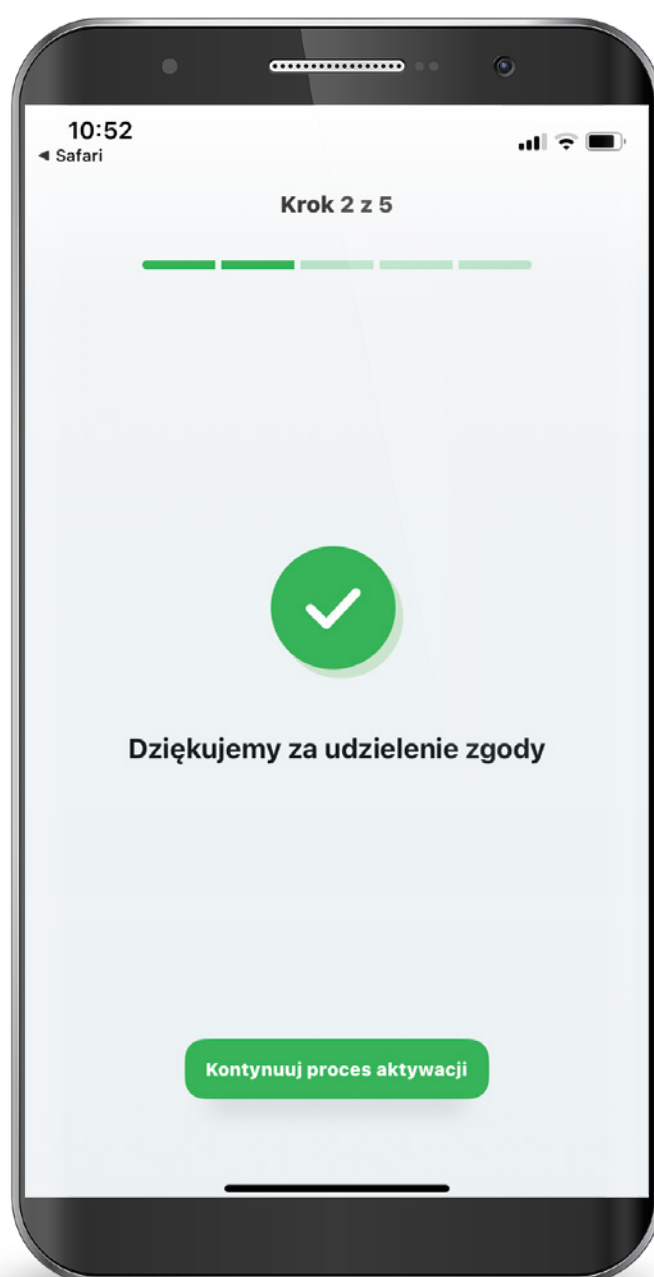 10:52
◄ Safari
Krok 2 z 5
Dziękujemy za udzielenie zgody
Kontynuuj proces aktywacji